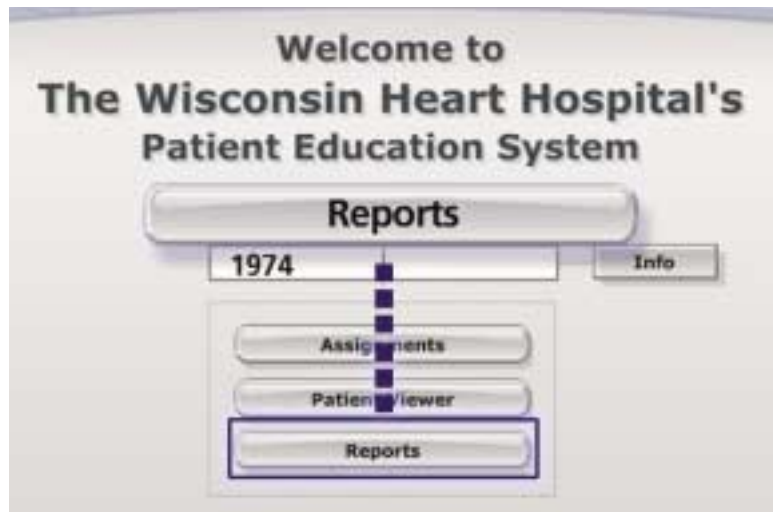 Welcome to
The Wisconsin Heart Hospital's
Patient Education System
Reports
1974
Info
Assignments
Patient Viewer
Reports